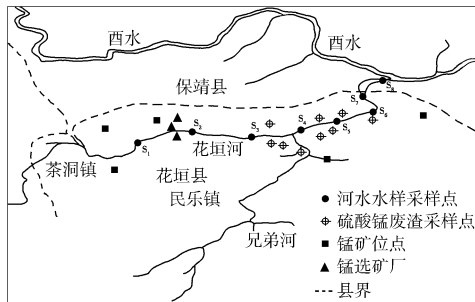 酉水
酉水
保靖县
S₈
S₇
S₆
S₄
S₅
S₃
S₂
S₁
花垣河
茶洞镇
花垣县
民乐镇
兄弟河
河水水样采样点
硫酸锰废渣采样点
锰矿位点
锰选矿厂
县界